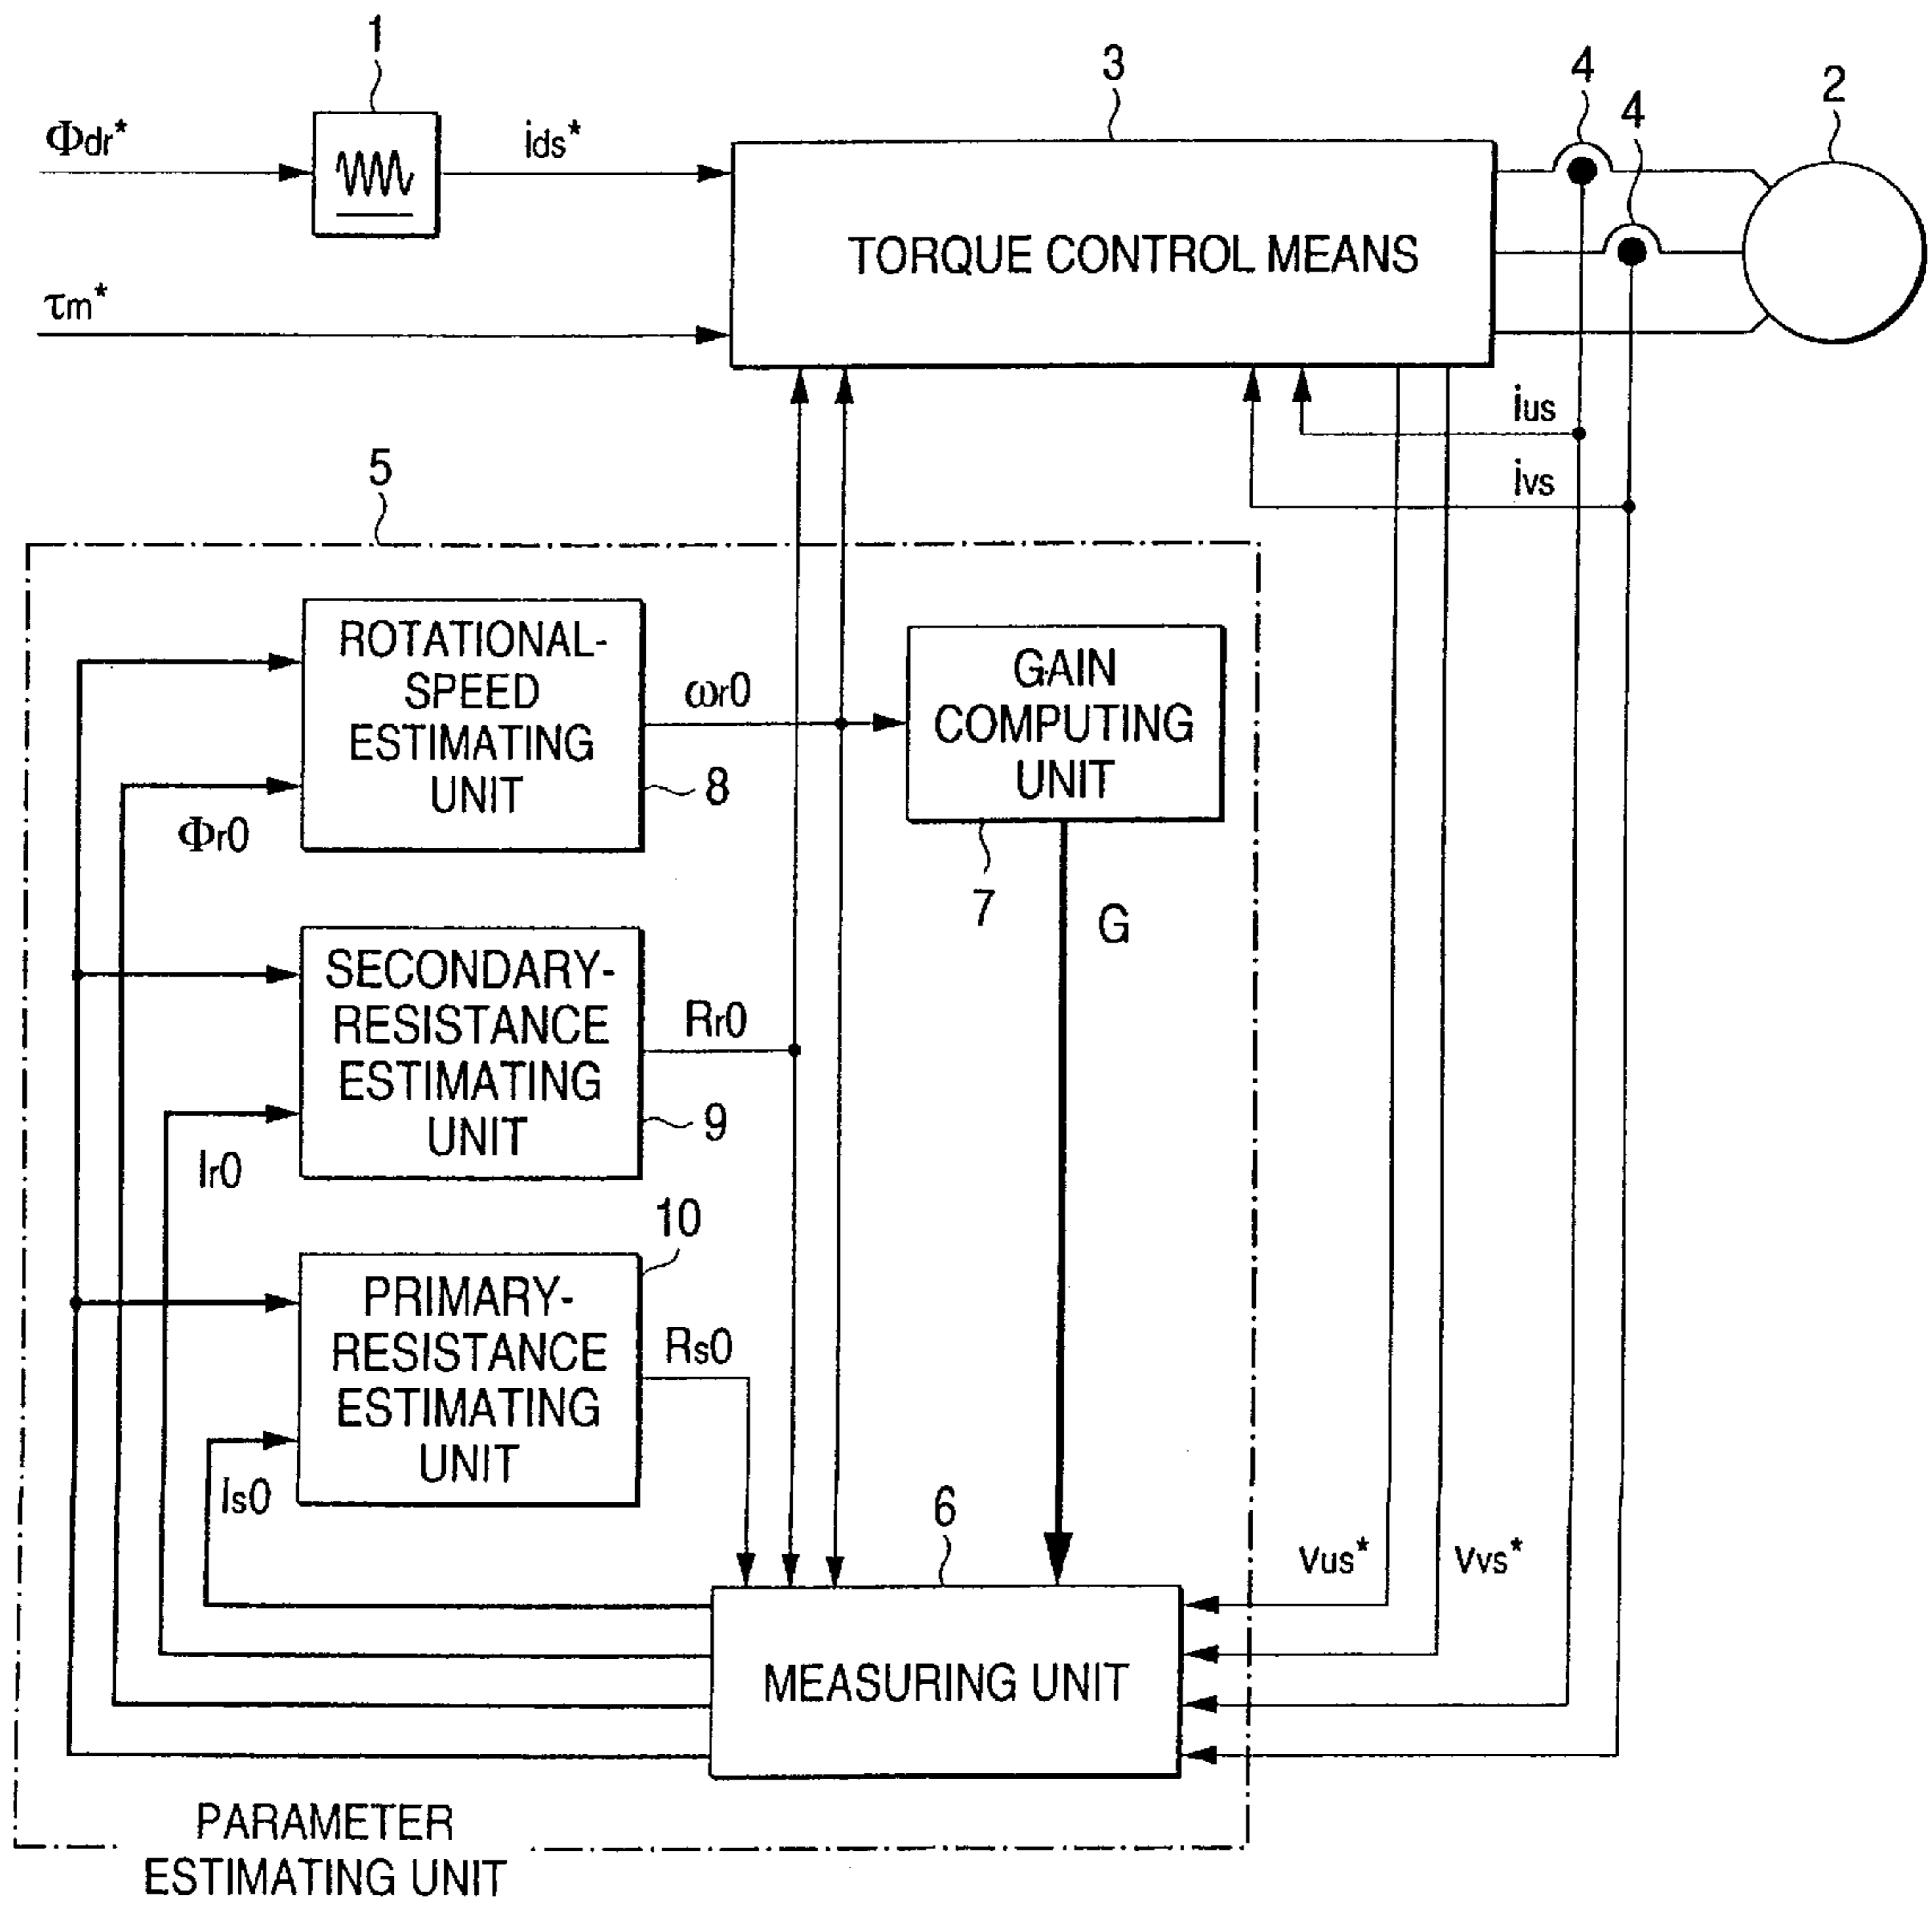 1
3
4
4
2
Φdr*
ids*
TORQUE CONTROL MEANS
τm*
ius
ivs
5
ROTATIONAL-
SPEED
ESTIMATING
UNIT
ωr0
GAIN
COMPUTING
UNIT
8
Φr0
7
G
SECONDARY-
RESISTANCE
ESTIMATING
UNIT
Rr0
9
Ir0
10
PRIMARY-
RESISTANCE
ESTIMATING
UNIT
Rs0
Is0
6
vus*
vvs*
MEASURING UNIT
PARAMETER
ESTIMATING UNIT